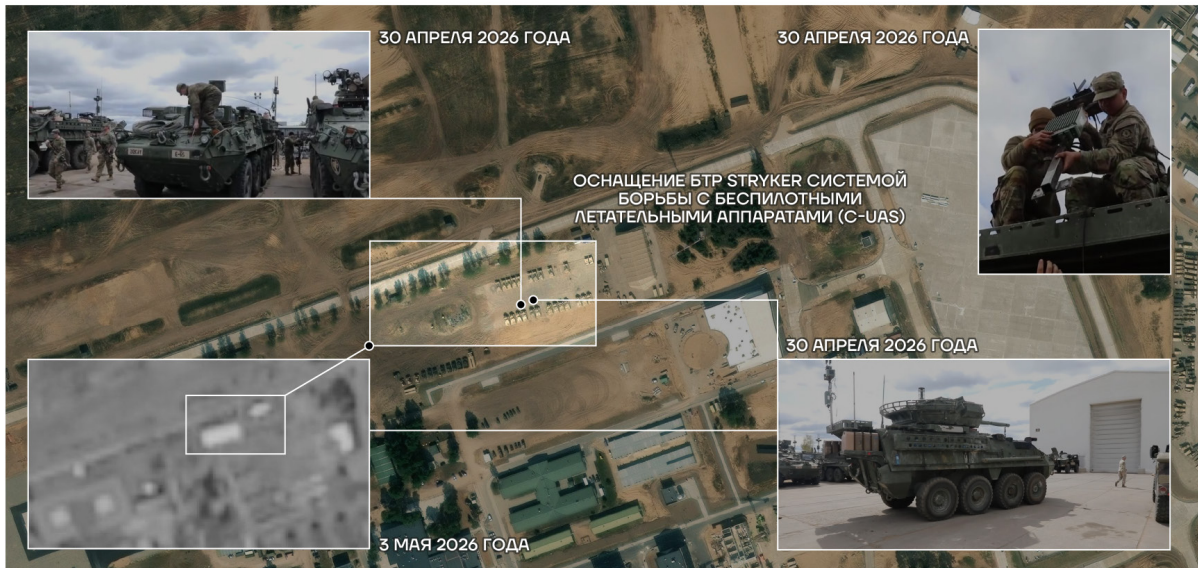 30 АПРЕЛЯ 2026 ГОДА
30 АПРЕЛЯ 2026 ГОДА
ОСНАЩЕНИЕ БТР STRYKER СИСТЕМОЙ
БОРЬБЫ С БЕСПИЛОТНЫМИ
ЛЕТАТЕЛЬНЫМИ АППАРАТАМИ (C-UAS)
30 АПРЕЛЯ 2026 ГОДА
3 МАЯ 2026 ГОДА